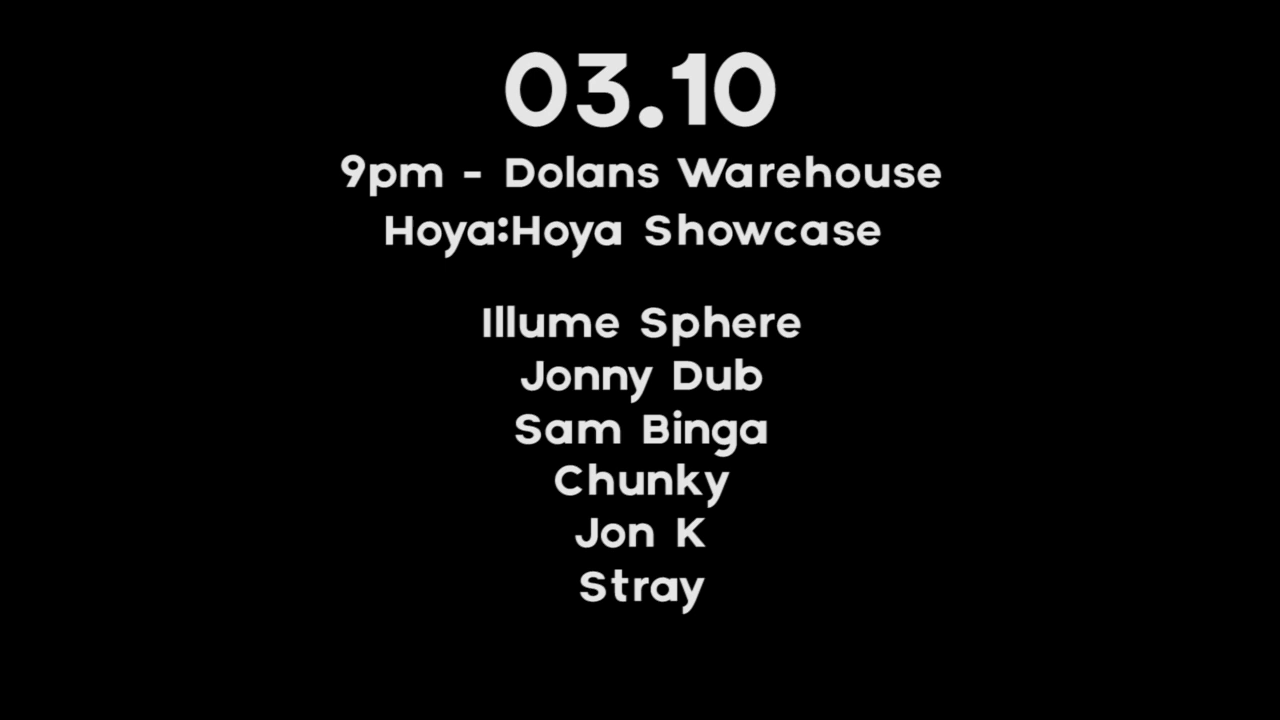 03.10
9pm - Dolans Warehouse
Hoya:Hoya Showcase
Illume Sphere
Jonny Dub
Sam Binga
Chunky
Jon K
Stray